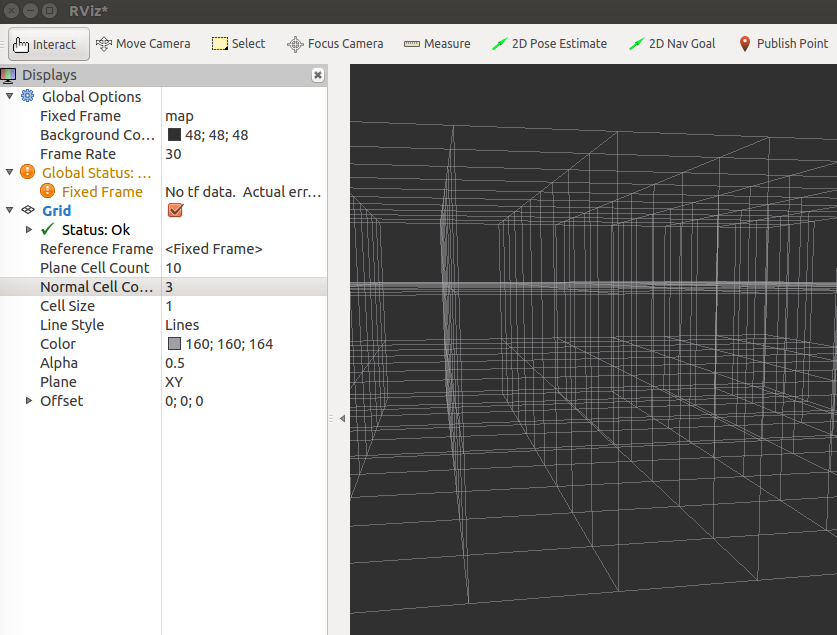 RViz*
Interact Move Camera Select Focus Camera Measure 2D Pose Estimate 2D Nav Goal Publish Point
Displays
Global Options
Fixed Frame map
Background Co... 48; 48; 48
Frame Rate 30
Global Status: ...
Fixed Frame No tf data. Actual err...
Grid
Status: Ok
Reference Frame <Fixed Frame>
Plane Cell Count 10
Normal Cell Co... 3
Cell Size 1
Line Style Lines
Color 160; 160; 164
Alpha 0.5
Plane XY
Offset 0; 0; 0